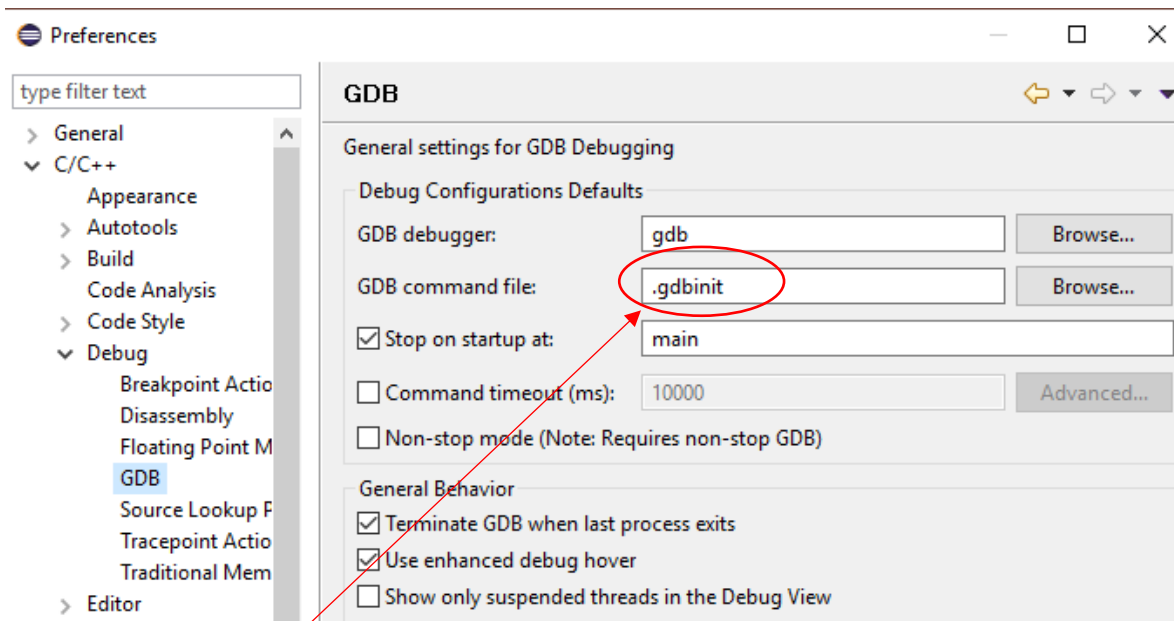 Preferences
type filter text
General
C/C++
Appearance
Autotools
Build
Code Analysis
Code Style
Debug
Breakpoint Actio
Disassembly
Floating Point M
GDB
Source Lookup P
Tracepoint Actio
Traditional Mem
Editor
GDB
General settings for GDB Debugging
Debug Configurations Defaults
GDB debugger: gdb Browse...
GDB command file: .gdbinit Browse...
Stop on startup at: main
Command timeout (ms): 10000 Advanced...
Non-stop mode (Note: Requires non-stop GDB)
General Behavior
Terminate GDB when last process exits
Use enhanced debug hover
Show only suspended threads in the Debug View